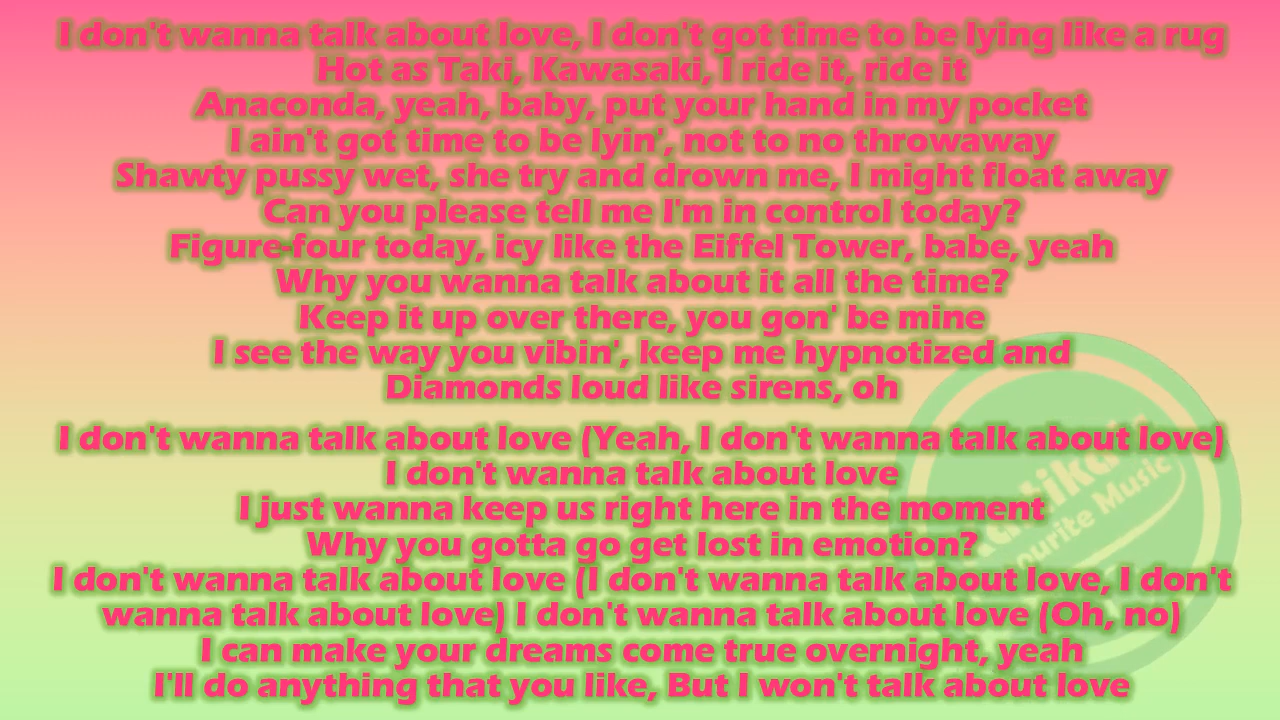 I don't wanna talk about love, I don't got time to be lying like a rug
Hot as Taki, Kawasaki, I ride it, ride it
Anaconda, yeah, baby, put your hand in my pocket
I ain't got time to be lyin', not to no throwaway
Shawty pussy wet, she try and drown me, I might float away
Can you please tell me I'm in control today?
Figure-four today, icy like the Eiffel Tower, babe, yeah
Why you wanna talk about it all the time?
Keep it up over there, you gon' be mine
I see the way you vibin', keep me hypnotized and
Diamonds loud like sirens, oh
I don't wanna talk about love (Yeah, I don't wanna talk about love)
I don't wanna talk about love
I just wanna keep us right here in the moment
Why you gotta go get lost in emotion?
I don't wanna talk about love (I don't wanna talk about love, I don't
wanna talk about love) I don't wanna talk about love (Oh, no)
I can make your dreams come true overnight, yeah
I'll do anything that you like, But I won't talk about love
Music